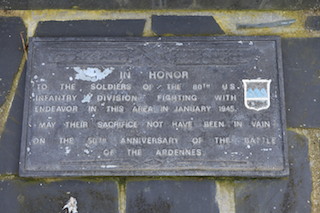 IN HONOR
TO THE SOLDIERS OF THE 80TH U.S.
INFANTRY DIVISION FIGHTING WITH
ENDEAVOR IN THIS AREA IN JANUARY 1945.
MAY THEIR SACRIFICE NOT HAVE BEEN IN VAIN
ON THE 50TH ANNIVERSARY OF THE BATTLE
OF THE ARDENNES.